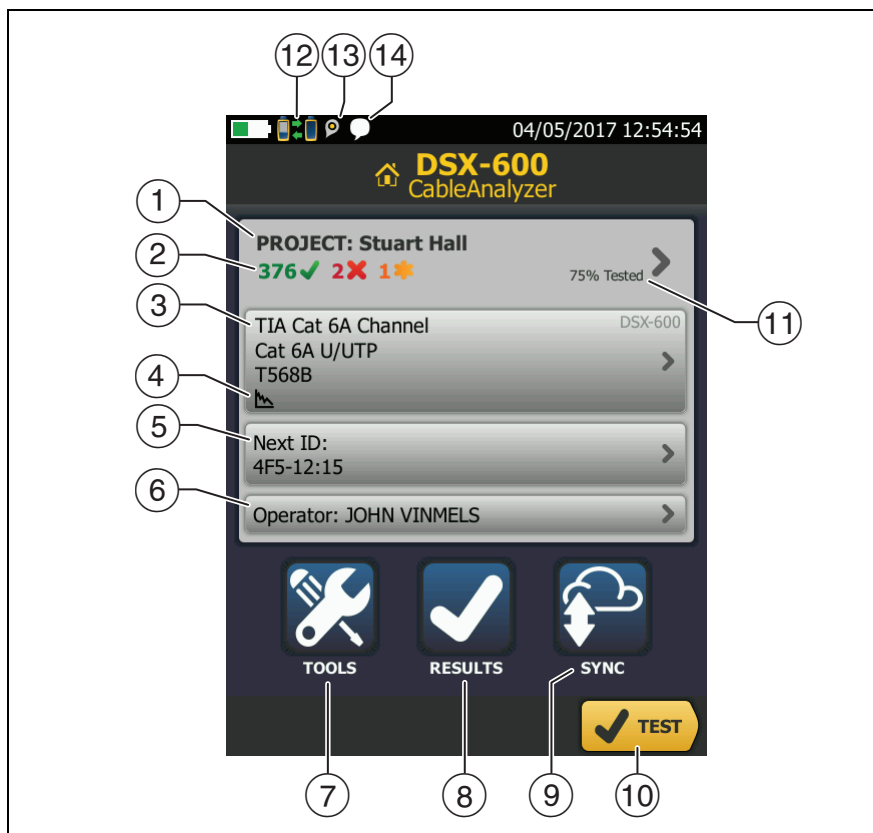 12 13 14
04/05/2017 12:54:54
DSX-600
CableAnalyzer
1
PROJECT: Stuart Hall
2
376 2 1
75% Tested
11
3
TIA Cat 6A Channel
DSX-600
Cat 6A U/UTP
T568B
4
5
Next ID:
4F5-12:15
6
Operator: JOHN VINMELS
TOOLS RESULTS SYNC
TEST
7 8 9 10